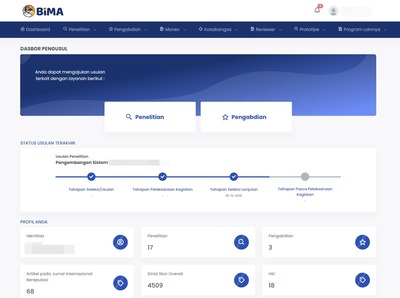 BiMA
Dashboard Penelitian Pengabdian Monev Kosabangsa Reviewer Prototipe Program Lainnya
DASBOR PENGUSUL
Anda dapat mengajukan usulan
terkait dengan layanan berikut :
Penelitian Pengabdian
STATUS USULAN TERAKHIR
Usulan Penelitian
Pengembangan Sistem
Tahapan Seleksi/Usulan Tahapan Pelaksanaan Kegiatan Tahapan Seleksi Lanjutan Tahapan Pasca Pelaksanaan
Kegiatan
PROFIL ANDA
Identitas
Penelitian
17
Pengabdian
3
Artikel pada Jurnal Internasional
Bereputasi
68
Sinta Skor Overall
4509
HKI
18